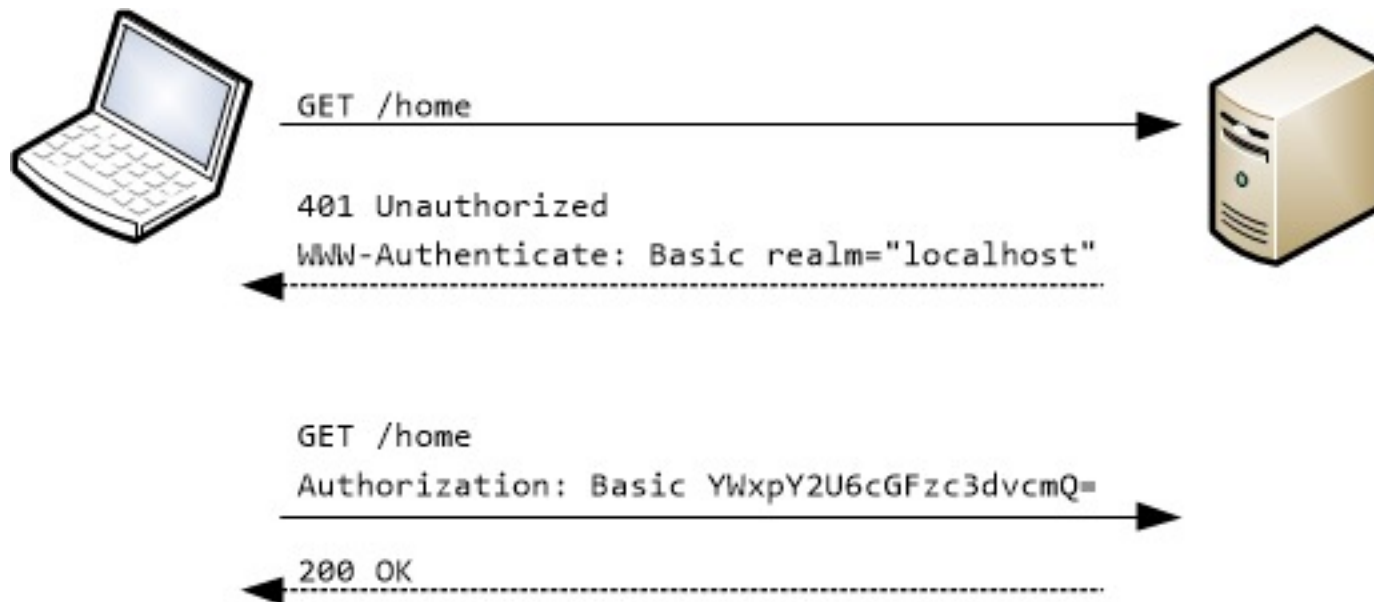 GET /home
401 Unauthorized
WWW-Authenticate: Basic realm="localhost"
GET /home
Authorization: Basic YWxpY2U6cGFzc3dvcmQ=
200 OK